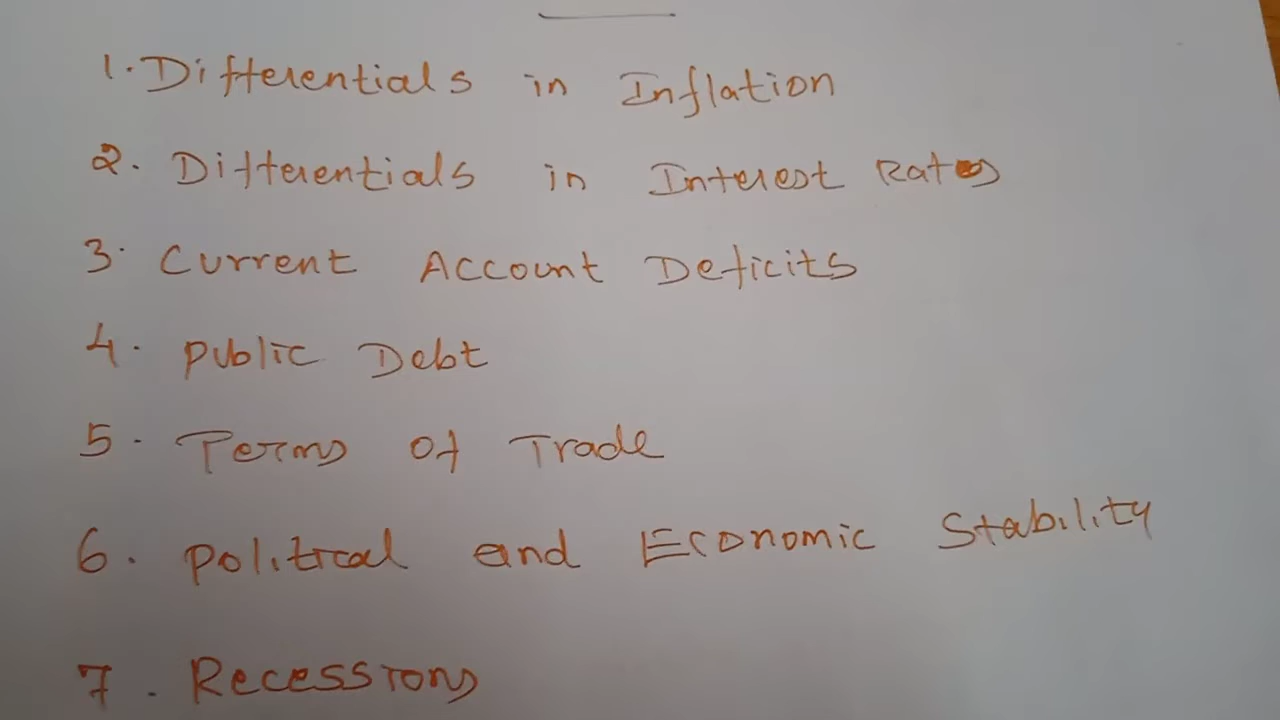 1. Differentials in Inflation
2. Differentials in Interest Rates
3. Current Account Deficits
4. Public Debt
5. Terms of Trade
6. Political and Economic Stability
7. Recessions